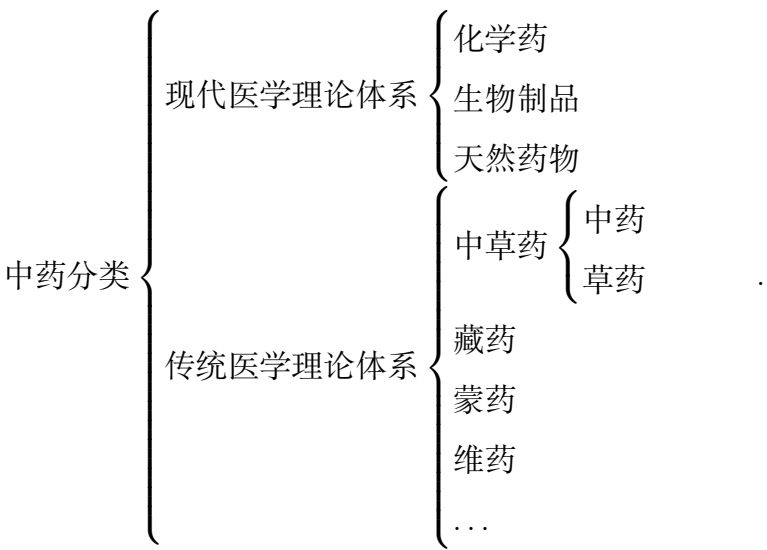 中药分类
现代医学理论体系
化学药
生物制品
天然药物
传统医学理论体系
中草药
中药
草药
藏药
蒙药
维药
...
.